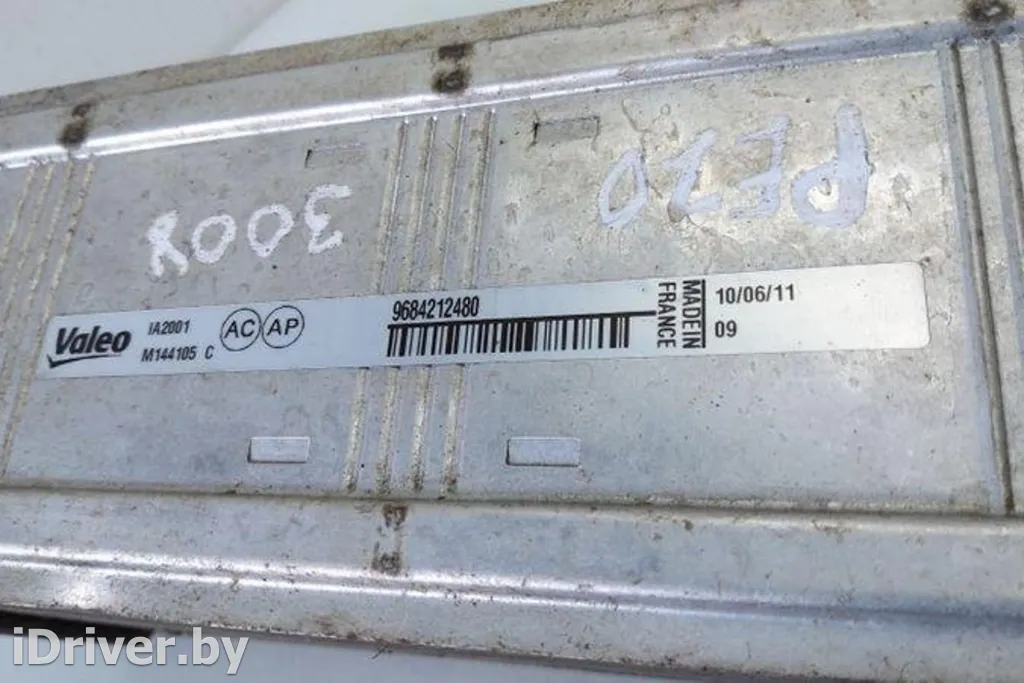 3008
PE20
Valeo
IA2001
M144105 C
AC AP
9684212480
MADE IN
FRANCE
10/06/11
09
iDriver.by